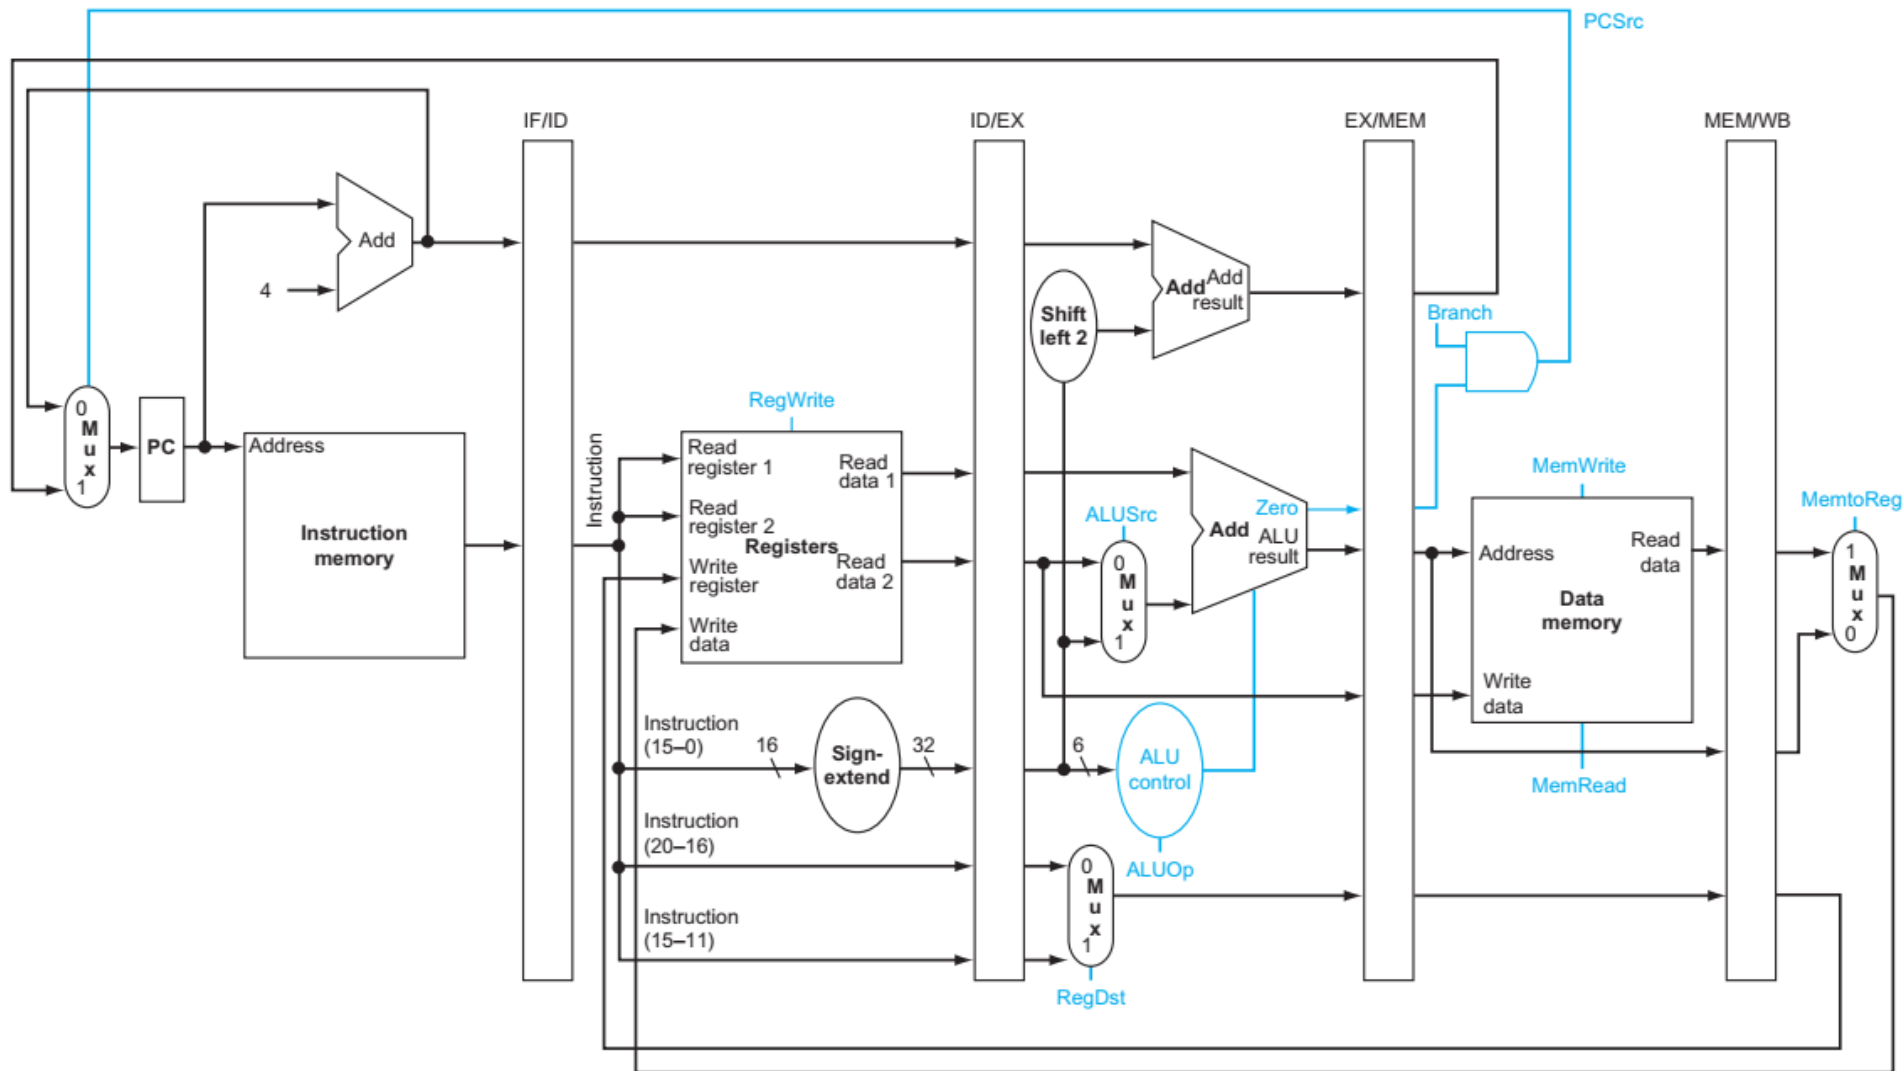 PCSrc
IF/ID
ID/EX
EX/MEM
MEM/WB
Add
4
Shift
left 2
Add Add
result
Branch
0
M
u
x
1
PC
Address
Instruction
memory
Instruction
RegWrite
Read
register 1
Read
register 2
Write
register
Write
data
Registers
Read
data 1
Read
data 2
ALUSrc
0
M
u
x
1
Zero
Add
ALU
result
MemWrite
Address
Read
data
Data
memory
Write
data
MemRead
MemtoReg
1
M
u
x
0
Instruction
(15–0)
16
Sign-
extend
32
6
ALU
control
ALUOp
Instruction
(20–16)
Instruction
(15–11)
0
M
u
x
1
RegDst